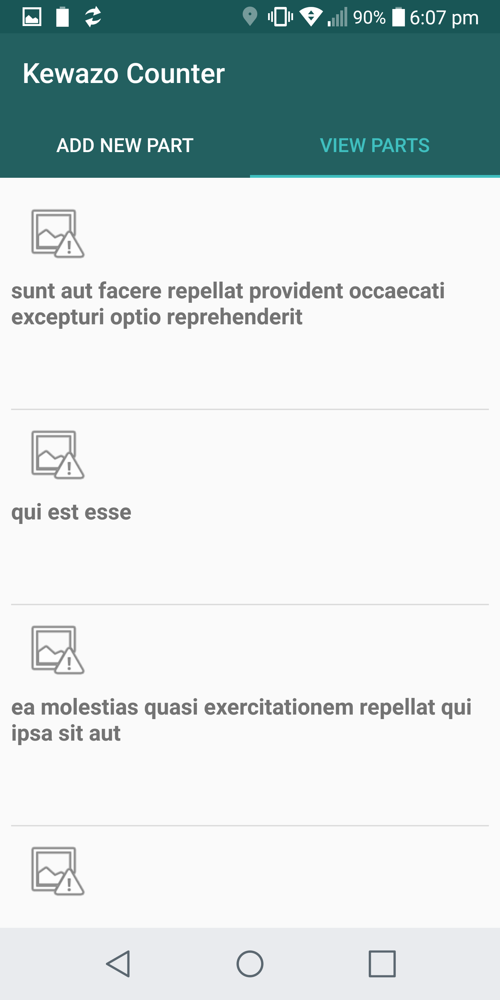 90% 6:07 pm
Kewazo Counter
ADD NEW PART VIEW PARTS
sunt aut facere repellat provident occaecati
excepturi optio reprehenderit
qui est esse
ea molestias quasi exercitationem repellat qui
ipsa sit aut